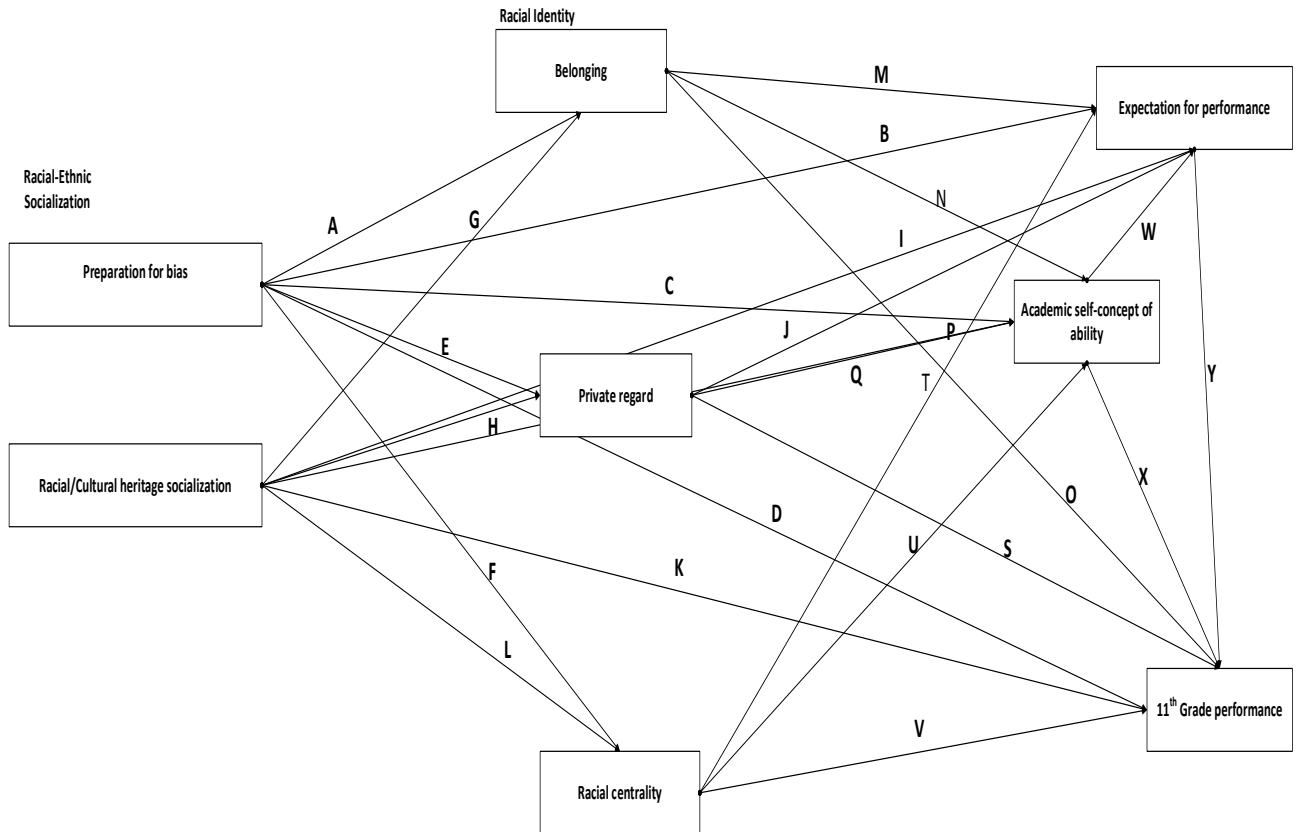 Racial Identity
Belonging
M
Expectation for performance
B
Racial-Ethnic
Socialization
A
G
N
I
W
Preparation for bias
C
Academic self-concept of
ability
E
J
P
Q
T
Y
Private regard
H
Racial/Cultural heritage socialization
X
O
D
U
S
K
F
L
11th Grade performance
V
Racial centrality